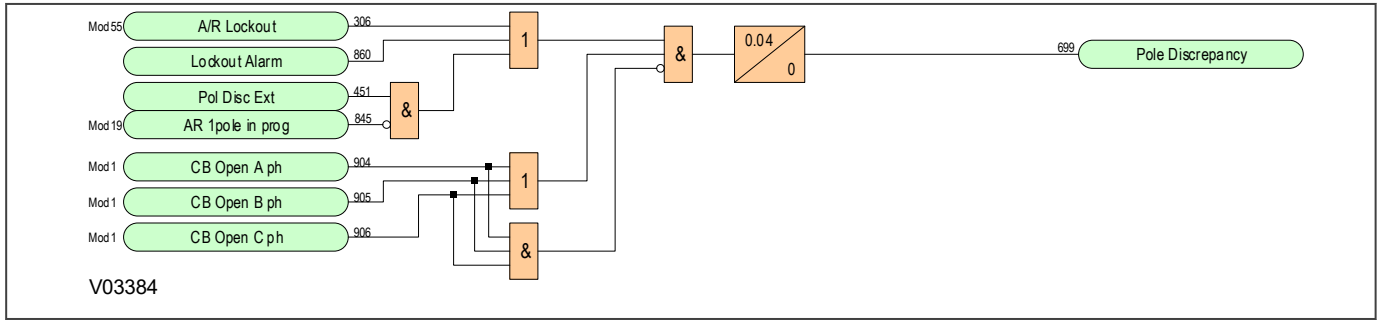 Mod 55 A/R Lockout 306
Lockout Alarm 860
1
& 0.04 0 699 Pole Discrepancy
Pol Disc Ext 451
&
Mod 19 AR 1pole in prog 845
Mod 1 CB Open A ph 904
1
Mod 1 CB Open B ph 905
Mod 1 CB Open C ph 906
&
V03384